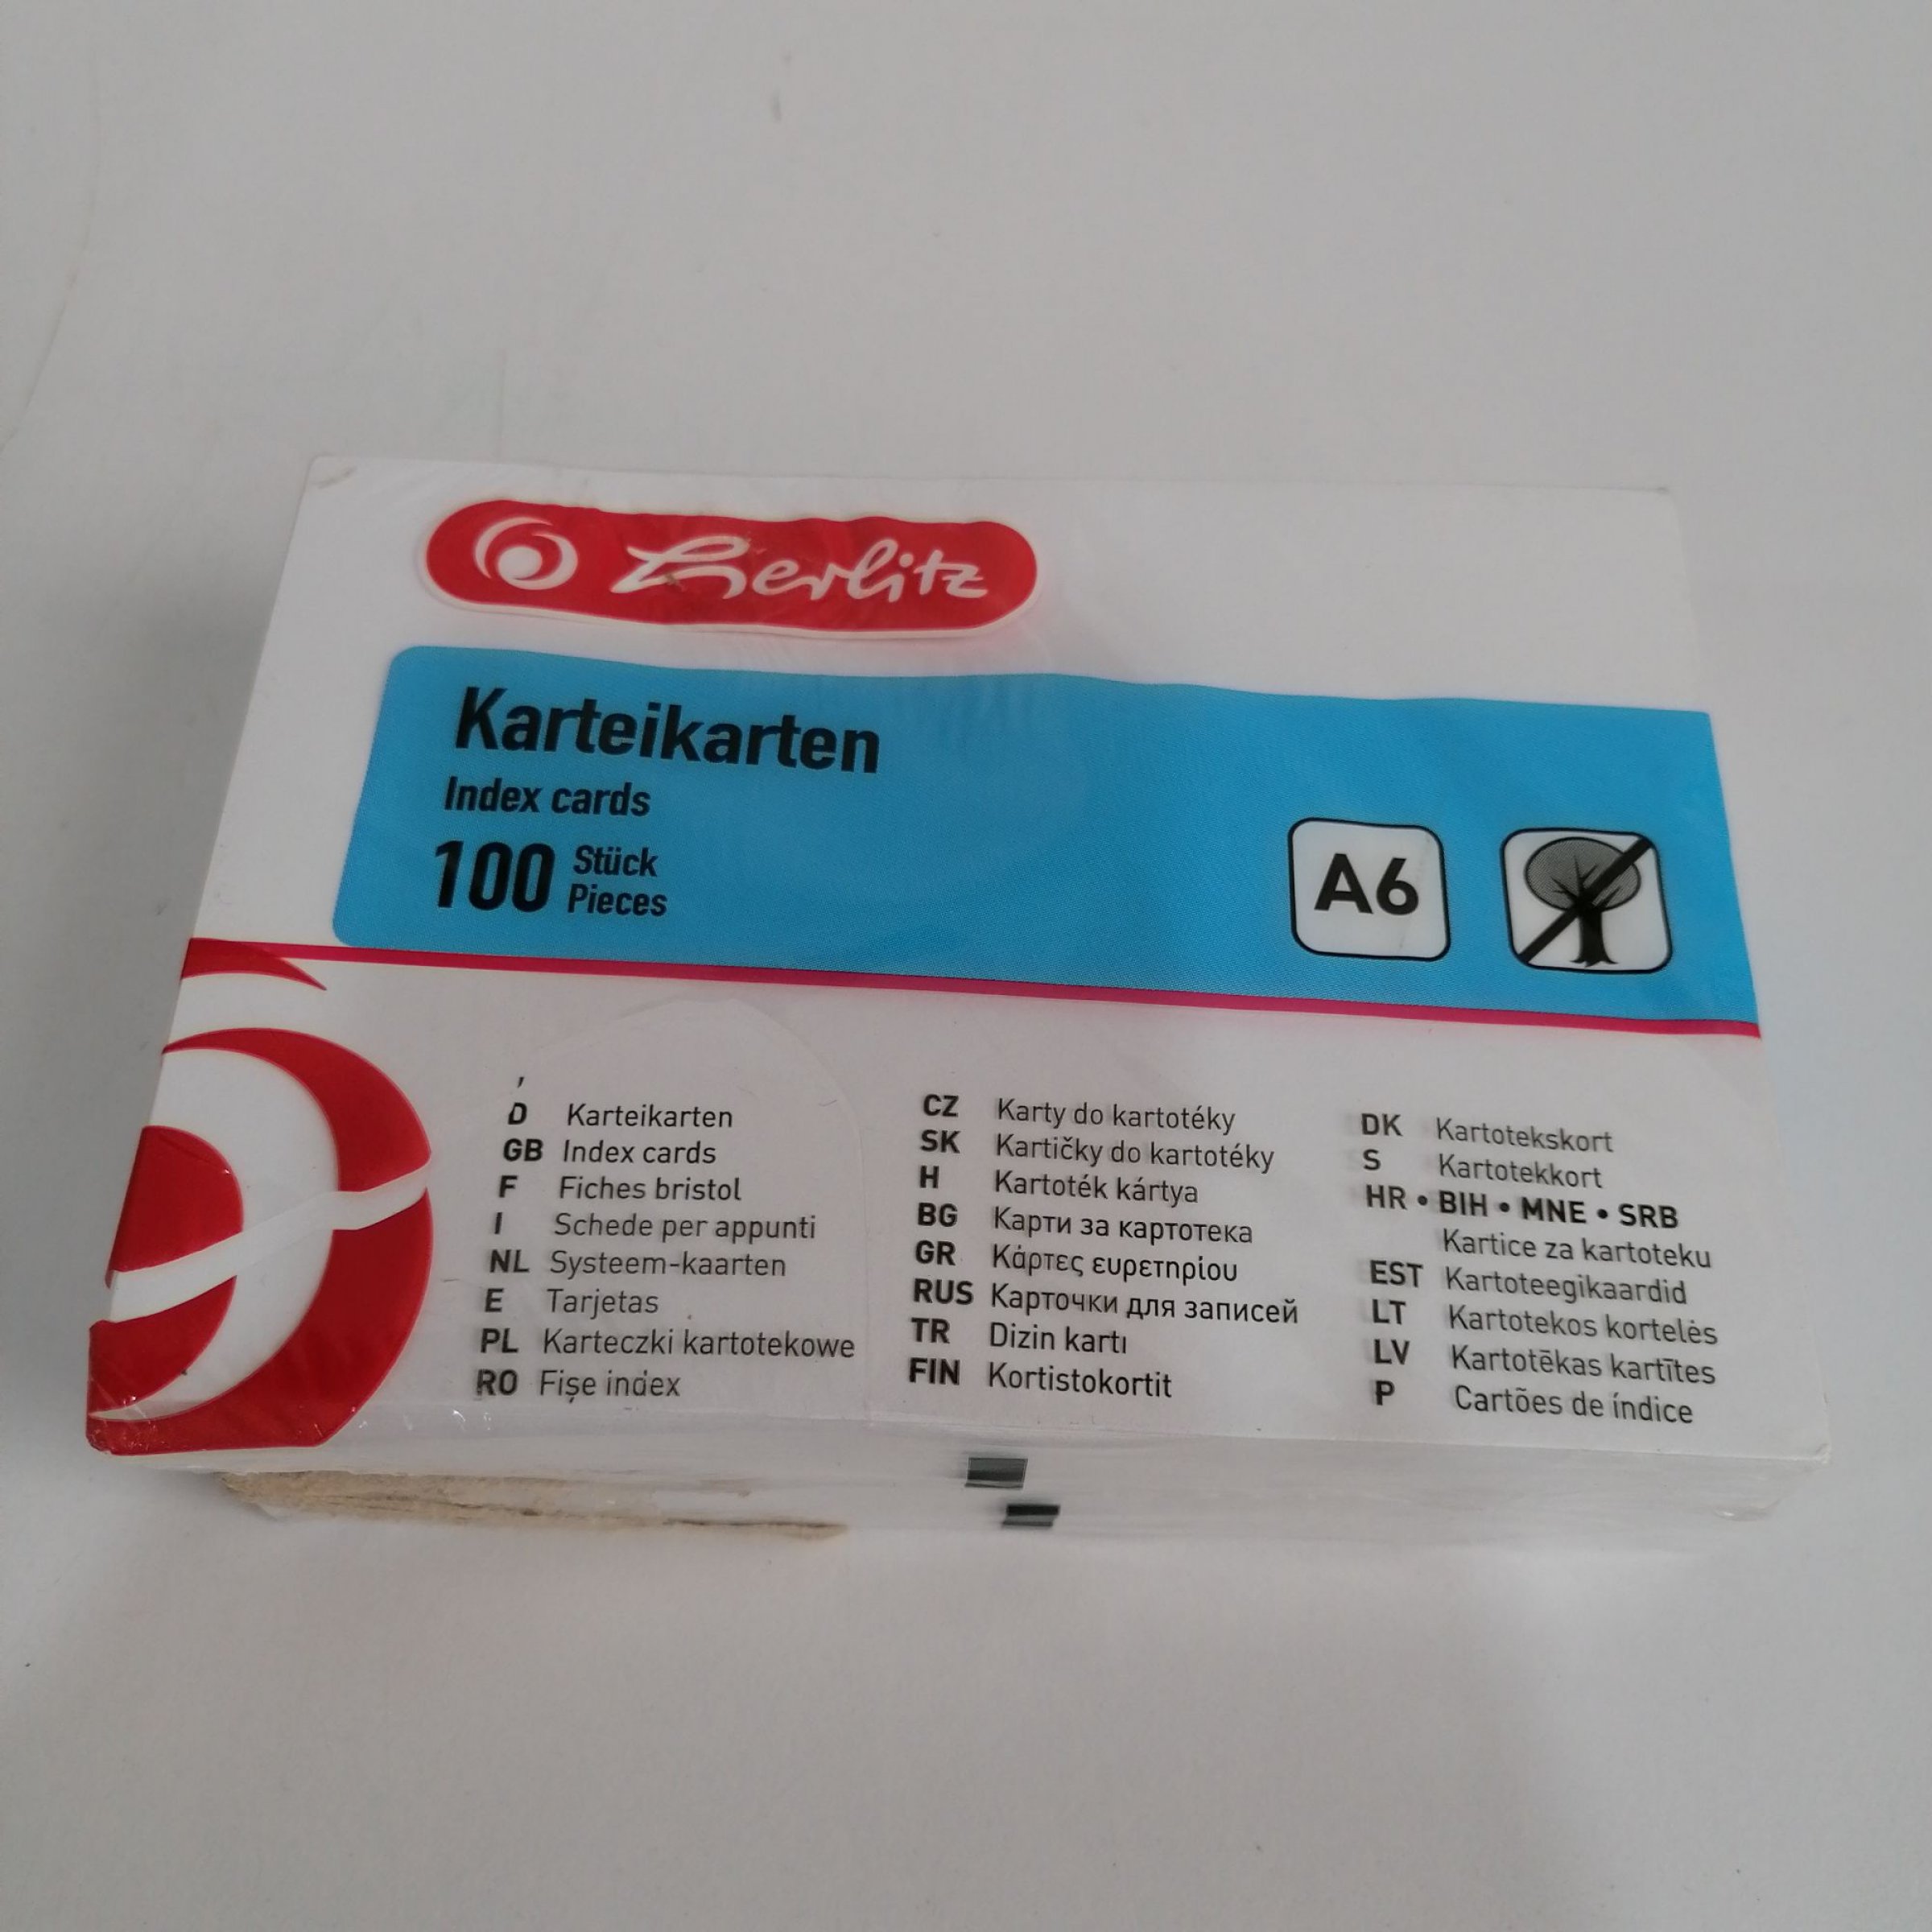 herlitz
Karteikarten
Index cards
100 Stück
Pieces
A6
D Karteikarten
GB Index cards
F Fiches bristol
I Schede per appunti
NL Systeem-kaarten
E Tarjetas
PL Karteczki kartotekowe
RO Fișe index
CZ Karty do kartotéky
SK Kartičky do kartotéky
H Kartoték kártya
BG Карти за картотека
GR Κάρτες ευρετηρίου
RUS Карточки для записей
TR Dizin kartı
FIN Kortistokortit
DK Kartotekskort
S Kartotekkort
HR • BIH • MNE • SRB
Kartice za kartoteku
EST Kartoteegikaardid
LT Kartotekos kortelės
LV Kartotēkas kartītes
P Cartões de índice